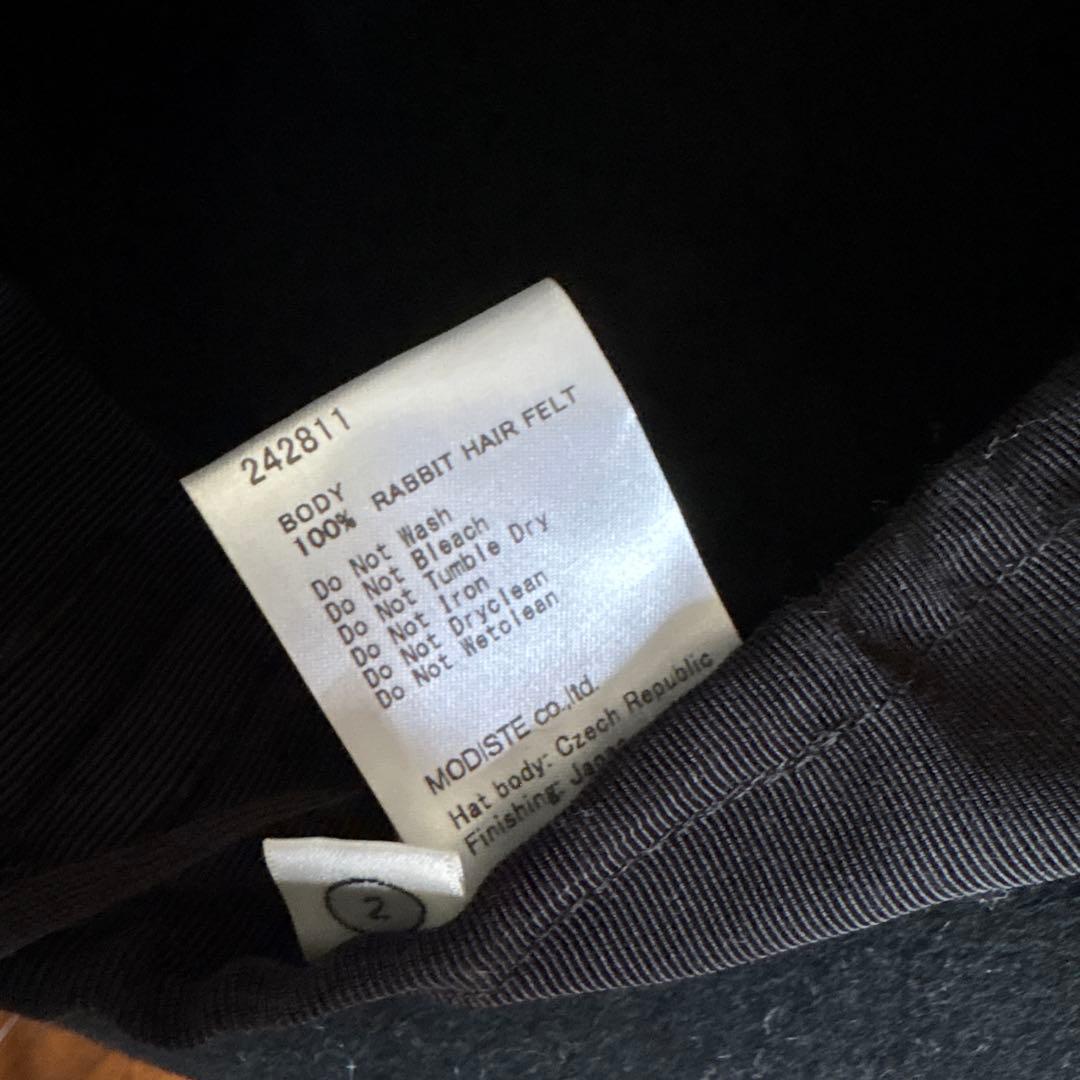 242811
BODY
100% RABBIT HAIR FELT
Do Not Wash
Do Not Bleach
Do Not Tumble Dry
Do Not Iron
Do Not Dryclean
Do Not Wetclean
MODISTE co.,ltd.
Hat body: Czech Republic
Finishing:
2